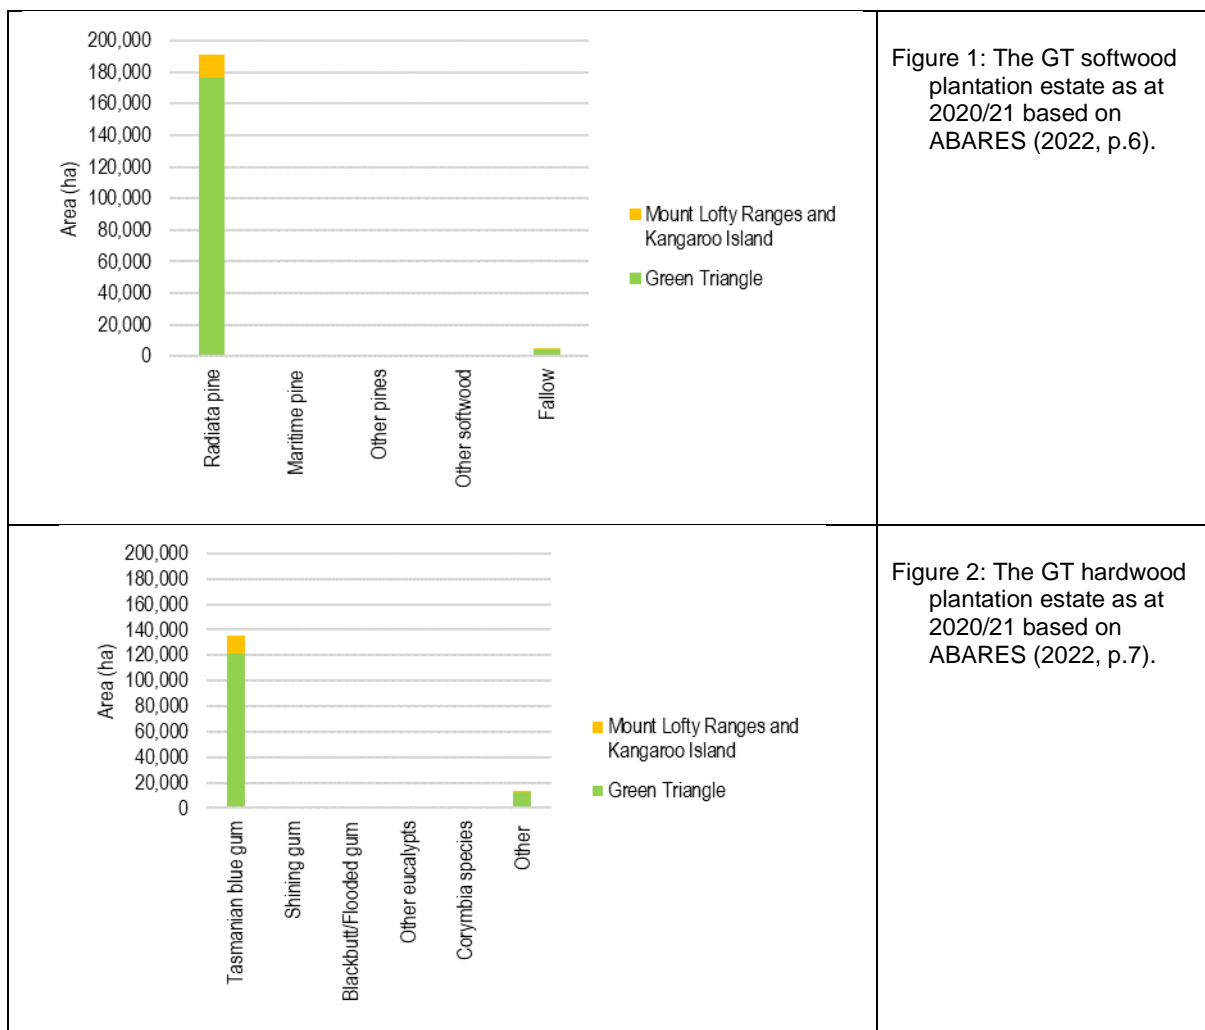 200,000
180,000
160,000
140,000
120,000
100,000
80,000
60,000
40,000
20,000
0
Area (ha)
Radiata pine
Maritime pine
Other pines
Other softwood
Fallow
Mount Lofty Ranges and
Kangaroo Island
Green Triangle
Figure 1: The GT softwood
plantation estate as at
2020/21 based on
ABARES (2022, p.6).
200,000
180,000
160,000
140,000
120,000
100,000
80,000
60,000
40,000
20,000
0
Area (ha)
Tasmanian blue gum
Shining gum
Blackbutt/Flooded gum
Other eucalypts
Corymbia species
Other
Mount Lofty Ranges and
Kangaroo Island
Green Triangle
Figure 2: The GT hardwood
plantation estate as at
2020/21 based on
ABARES (2022, p.7).